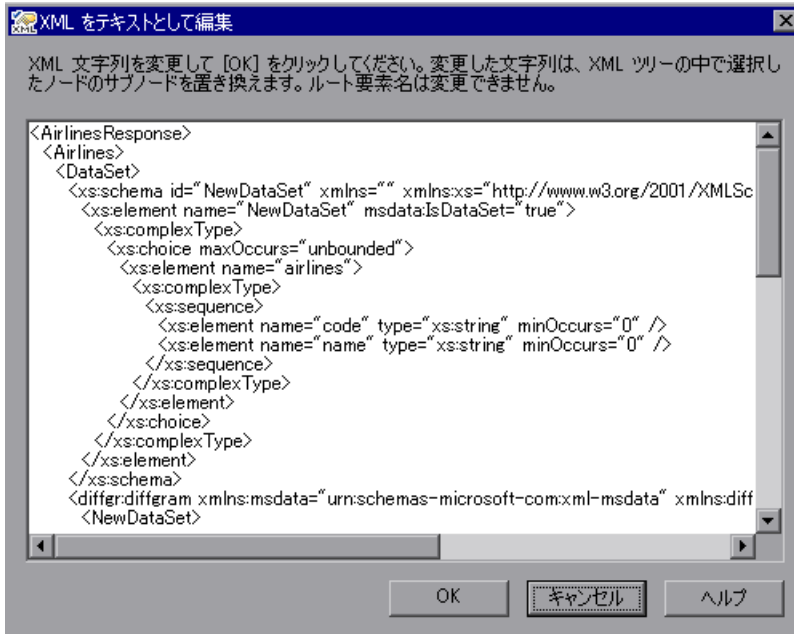 XML をテキストとして編集
XML 文字列を変更して [OK] をクリックしてください。変更した文字列は、XML ツリーの中で選択し
たノードのサブノードを置き換えます。ルート要素名は変更できません。
<AirlinesResponse>
<Airlines>
<DataSet>
<xs:schema id="NewDataSet" xmlns="" xmlns:xs="http://www.w3.org/2001/XMLSc
<xs:element name="NewDataSet" msdata:IsDataSet="true">
<xs:complexType>
<xs:choice maxOccurs="unbounded">
<xs:element name="airlines">
<xs:complexType>
<xs:sequence>
<xs:element name="code" type="xs:string" minOccurs="0" />
<xs:element name="name" type="xs:string" minOccurs="0" />
</xs:sequence>
</xs:complexType>
</xs:element>
</xs:choice>
</xs:complexType>
</xs:element>
</xs:schema>
<diffgr:diffgram xmlns:msdata="urn:schemas-microsoft-com:xml-msdata" xmlns:diff
<NewDataSet>
OK
キャンセル
ヘルプ